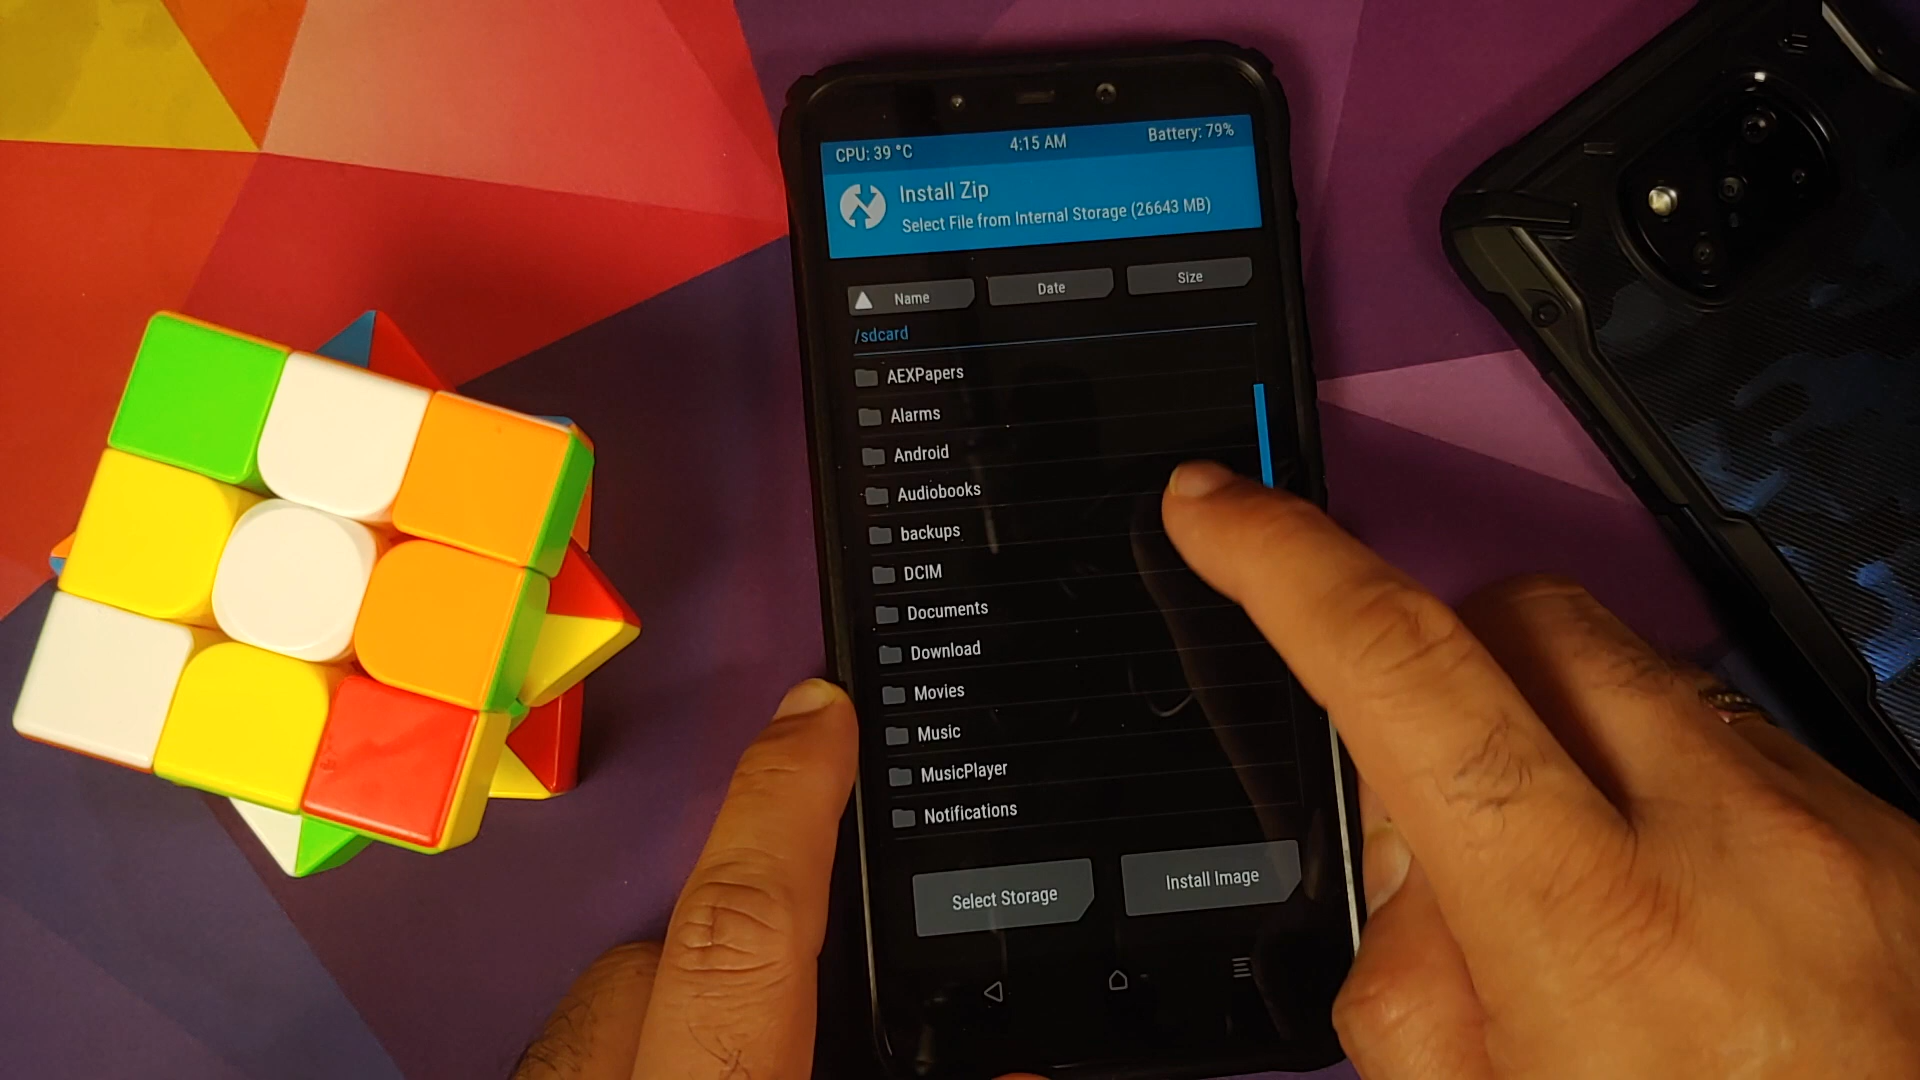 CPU: 39 °C 4:15 AM Battery: 79%
Install Zip
Select File from Internal Storage (26643 MB)
Name Date Size
/sdcard
AEXPapers
Alarms
Android
Audiobooks
backups
DCIM
Documents
Download
Movies
Music
MusicPlayer
Notifications
Select Storage Install Image